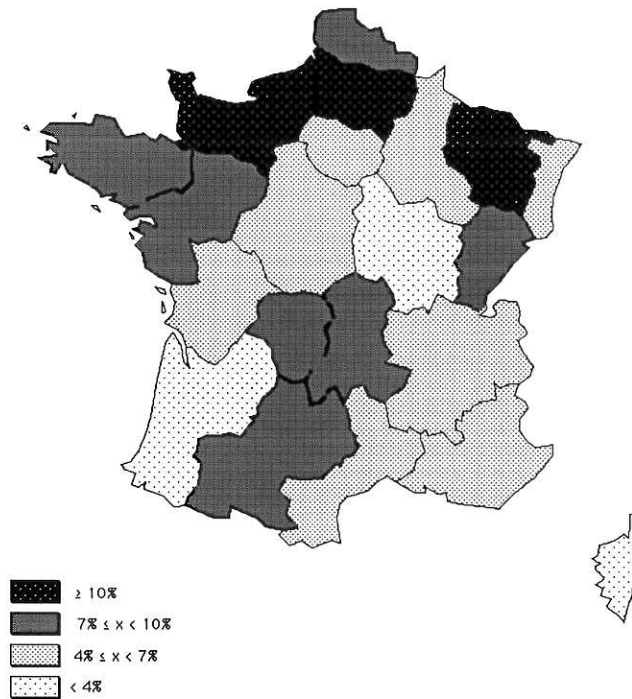 ≥ 10%
7% ≤ x < 10%
4% ≤ x < 7%
< 4%